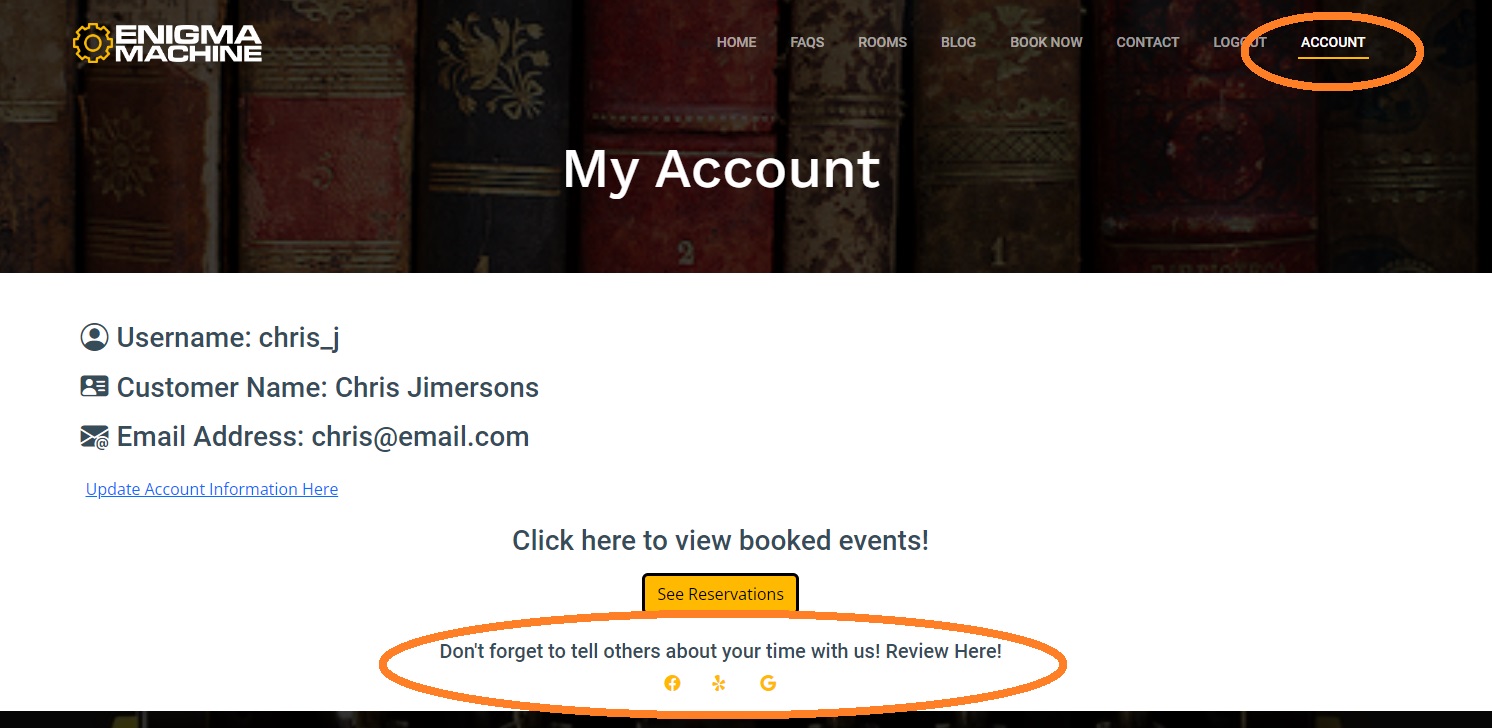 ENIGMA
MACHINE
HOME FAQS ROOMS BLOG BOOK NOW CONTACT LOGOUT ACCOUNT
My Account
2
1
Username: chris_j
Customer Name: Chris Jimersons
Email Address: chris@email.com
Update Account Information Here
Click here to view booked events!
See Reservations
Don't forget to tell others about your time with us! Review Here!